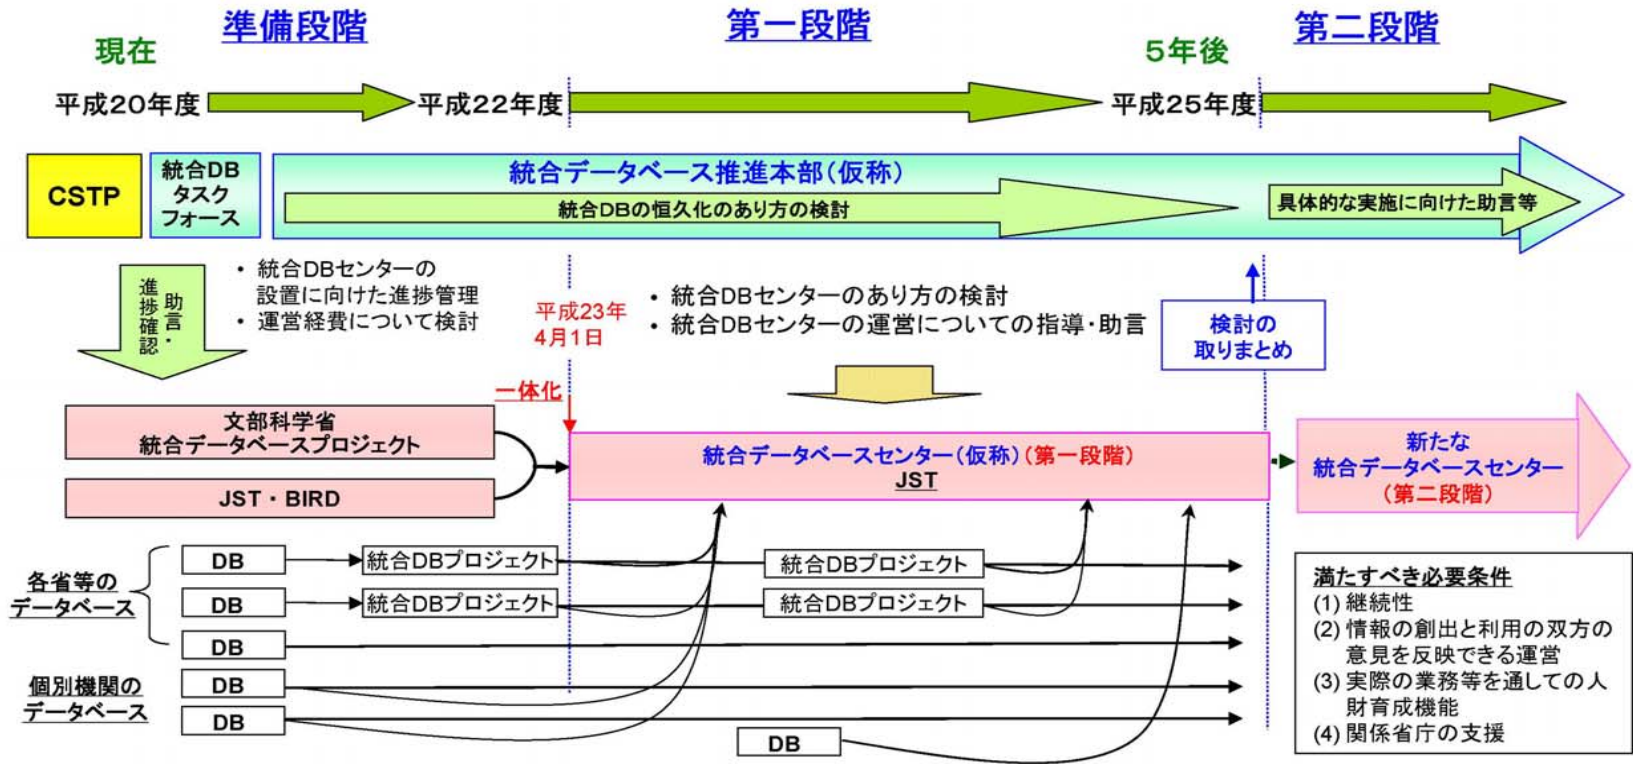 準備段階
第一段階
第二段階
現在
5年後
平成20年度
平成22年度
平成25年度
CSTP
統合DB
タスク
フォース
統合データベース推進本部(仮称)
統合DBの恒久化のあり方の検討
具体的な実施に向けた助言等
助言・
進捗確認
• 統合DBセンターの
設置に向けた進捗管理
• 運営経費について検討
平成23年
4月1日
• 統合DBセンターのあり方の検討
• 統合DBセンターの運営についての指導・助言
検討の
取りまとめ
一体化
文部科学省
統合データベースプロジェクト
JST・BIRD
統合データベースセンター(仮称)(第一段階)
JST
新たな
統合データベースセンター
(第二段階)
各省等の
データベース
DB
統合DBプロジェクト
統合DBプロジェクト
DB
統合DBプロジェクト
統合DBプロジェクト
DB
個別機関の
データベース
DB
DB
DB
満たすべき必要条件
(1) 継続性
(2) 情報の創出と利用の双方の
意見を反映できる運営
(3) 実際の業務等を通しての人
財育成機能
(4) 関係省庁の支援